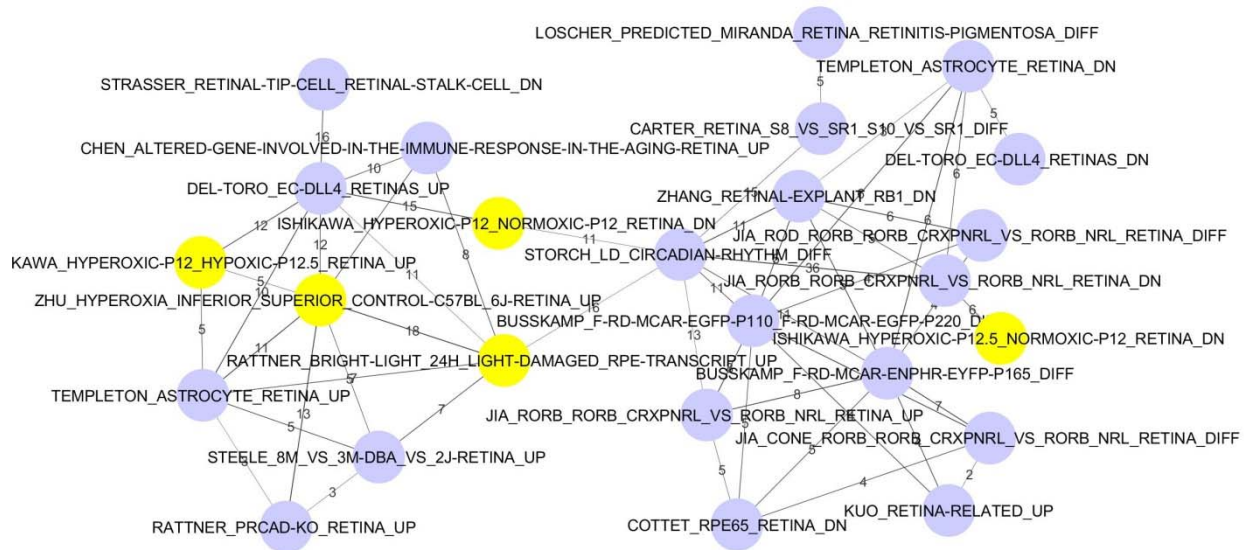 LOSCHER_PREDICTED_MIRANDA_RETINA_RETINITIS-PIGMENTOSA_DIFF
TEMPLETON_ASTROCYTE_RETINA_DN
STRASSER_RETINAL-TIP-CELL_RETINAL-STALK-CELL_DN
5
5
CARTER_RETINA_S8_VS_SR1_S10_VS_SR1_DIFF
16
CHEN_ALTERED-GENE-INVOLVED-IN-THE-IMMUNE-RESPONSE-IN-THE-AGING-RETINA_UP
DEL-TORO_EC-DLL4_RETINAS_DN
10
6
DEL-TORO_EC-DLL4_RETINAS_UP
ZHANG_RETINAL-EXPLANT_RB1_DN
15
ISHIKAWA_HYPEROXIC-P12_NORMOXIC-P12_RETINA_DN
6
6
12
11
JIA_ROD_RORB_RORB_CRXPNRL_VS_RORB_NRL_RETINA_DIFF
12
11
STORCH_LD_CIRCADIAN-RHYTHM_DIFF
8
KAWA_HYPEROXIC-P12_HYPOXIC-P12.5_RETINA_UP
36
5
11
11
JIA_RORB_RORB_CRXPNRL_VS_RORB_NRL_RETINA_DN
ZHU_HYPEROXIA_INFERIOR_SUPERIOR_CONTROL-C57BL_6J-RETINA_UP
16
6
BUSSKAMP_F-RD-MCAR-EGFP-P110_F-RD-MCAR-EGFP-P220_D
5
18
13
ISHIKAWA_HYPEROXIC-P12.5_NORMOXIC-P12_RETINA_DN
11
RATTNER_BRIGHT-LIGHT_24H_LIGHT-DAMAGED_RPE-TRANSCRIPT_UP
BUSSKAMP_F-RD-MCAR-ENPHR-EYFP-P165_DIFF
TEMPLETON_ASTROCYTE_RETINA_UP
8
7
13
7
JIA_RORB_RORB_CRXPNRL_VS_RORB_NRL_RETINA_UP
5
JIA_CONE_RORB_RORB_CRXPNRL_VS_RORB_NRL_RETINA_DIFF
STEELE_8M_VS_3M-DBA_VS_2J-RETINA_UP
5
5
4
2
3
RATTNER_PRCAD-KO_RETINA_UP
COTTET_RPE65_RETINA_DN
KUO_RETINA-RELATED_UP